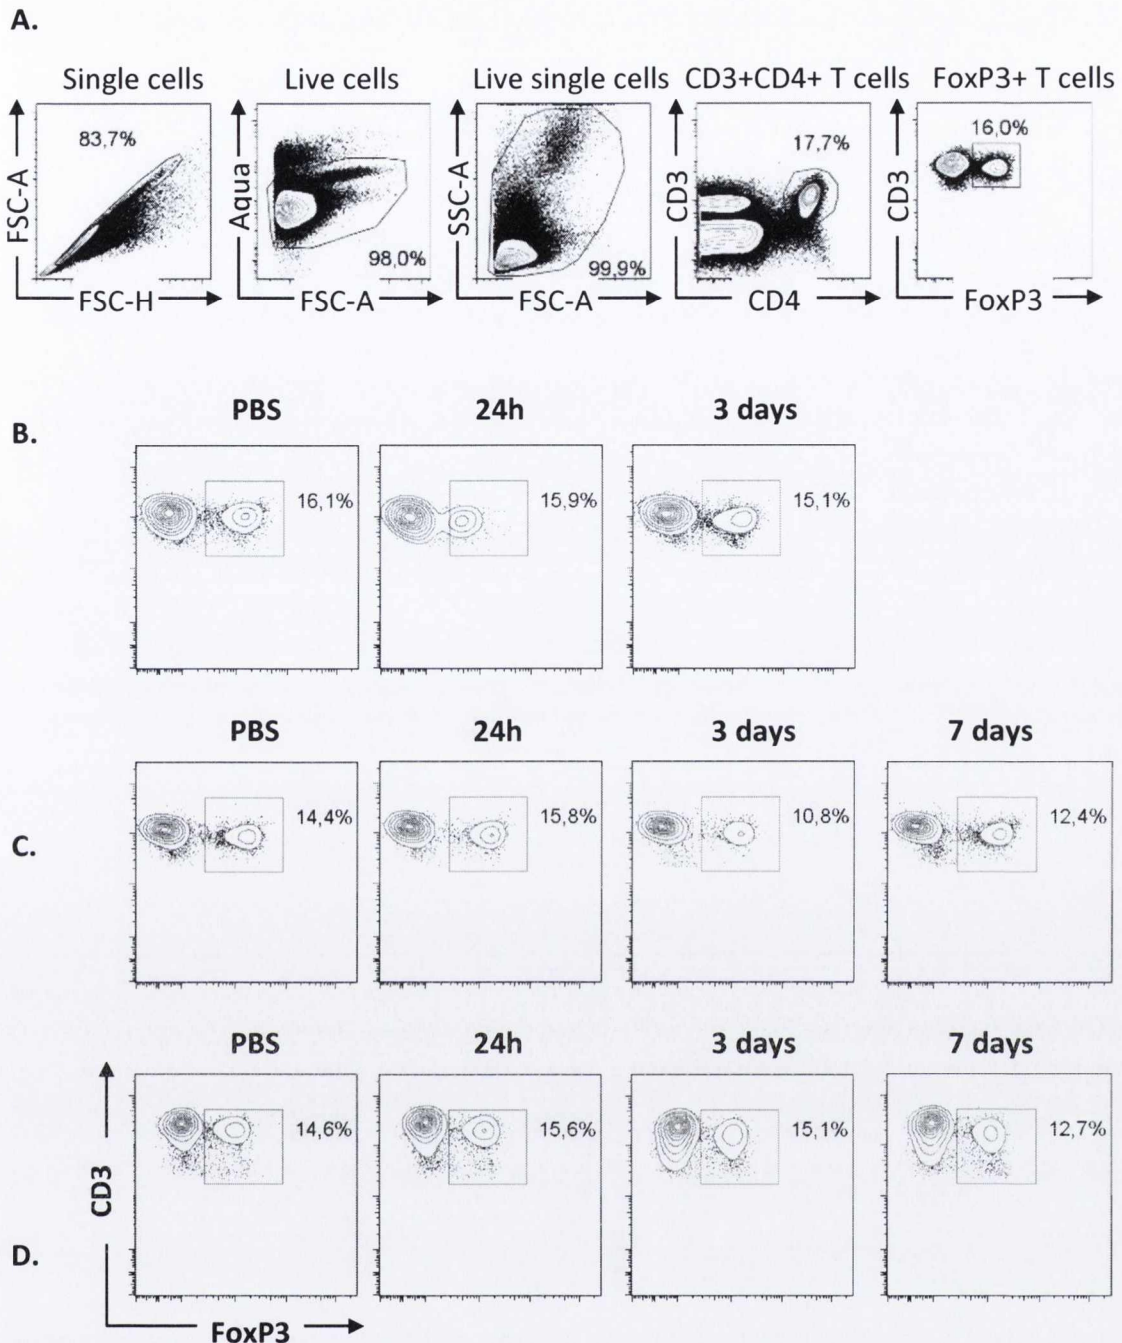 A.
Single cells
Live cells
Live single cells
CD3+CD4+ T cells
FoxP3+ T cells
FSC-A
83,7%
FSC-H
Aqua
98,0%
FSC-A
SSC-A
99,9%
FSC-A
CD3
17,7%
CD4
CD3
16,0%
FoxP3
B.
PBS
24h
3 days
16,1%
15,9%
15,1%
C.
PBS
24h
3 days
7 days
14,4%
15,8%
10,8%
12,4%
D.
PBS
24h
3 days
7 days
14,6%
15,6%
15,1%
12,7%
CD3
FoxP3